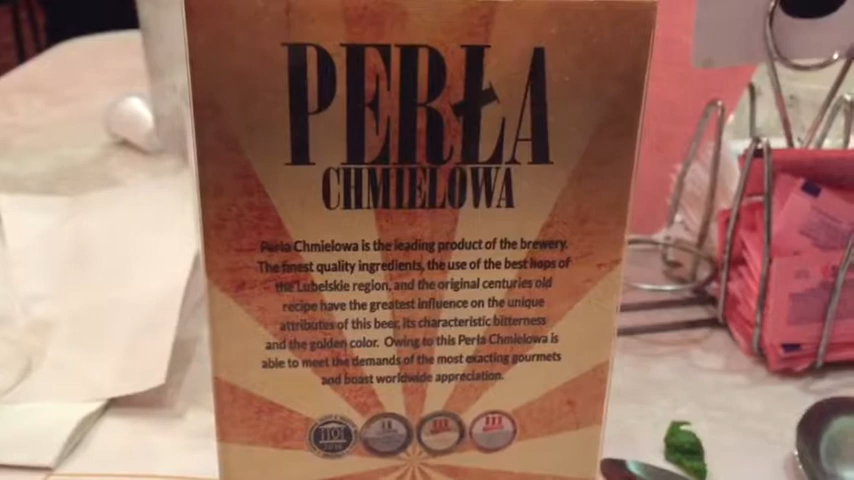 PERŁA
CHMIELOWA
Perła Chmielowa is the leading product of the brewery.
The finest quality ingredients, the use of the best hops of
the Lubelskie region, and the original centuries old
recipe have the greatest influence on the unique
attributes of this beer, its characteristic bitterness
and the golden color. Owing to this Perła Chmielowa is
able to meet the demands of the most exacting gourmets
and boast worldwide appreciation.